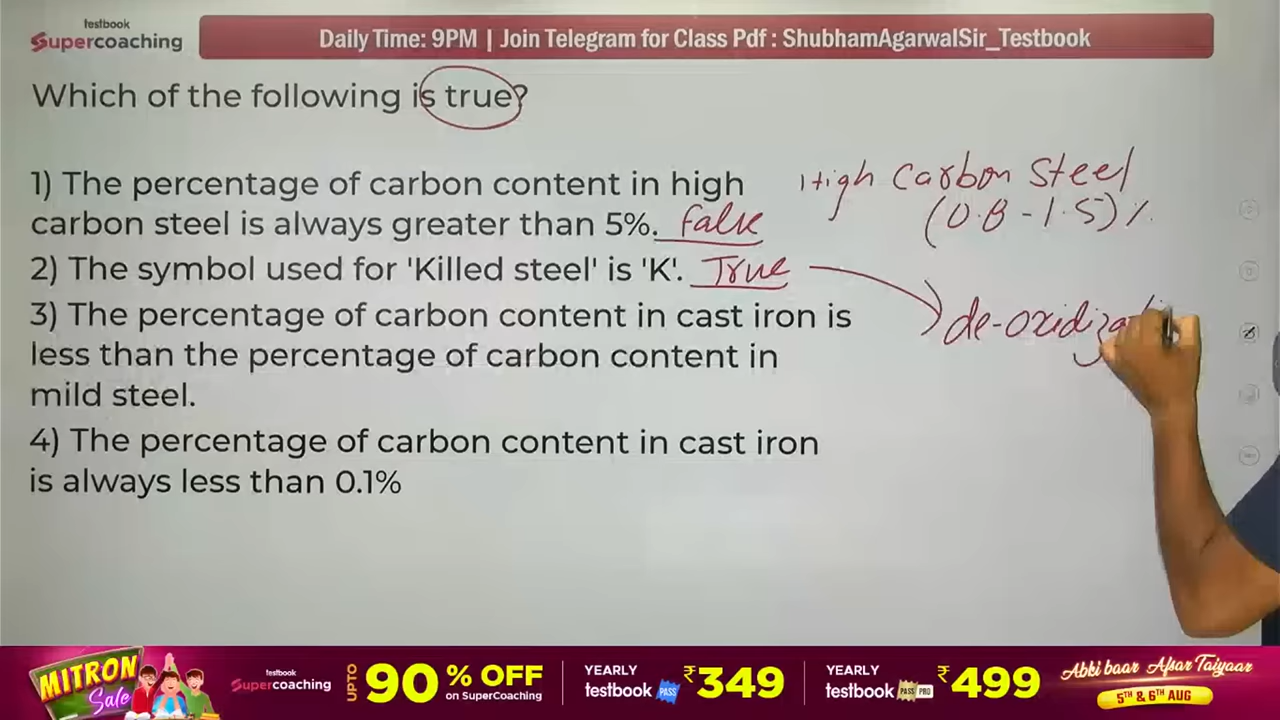 testbook
Supercoaching
Daily Time: 9PM | Join Telegram for Class Pdf : ShubhamAgarwalSir_Testbook
Which of the following is true?
1) The percentage of carbon content in high
carbon steel is always greater than 5%. false
High Carbon Steel
(0.8 - 1.5) %
2) The symbol used for 'Killed steel' is 'K'. True
de-oxidizati
3) The percentage of carbon content in cast iron is
less than the percentage of carbon content in
mild steel.
4) The percentage of carbon content in cast iron
is always less than 0.1%
MITRON
Sale
testbook
Supercoaching
UPTO 90% OFF
on SuperCoaching
YEARLY
testbook PASS
₹349
YEARLY
testbook PASS PRO
₹499
Abki baar Afsar Taiyaar
5TH & 6TH AUG